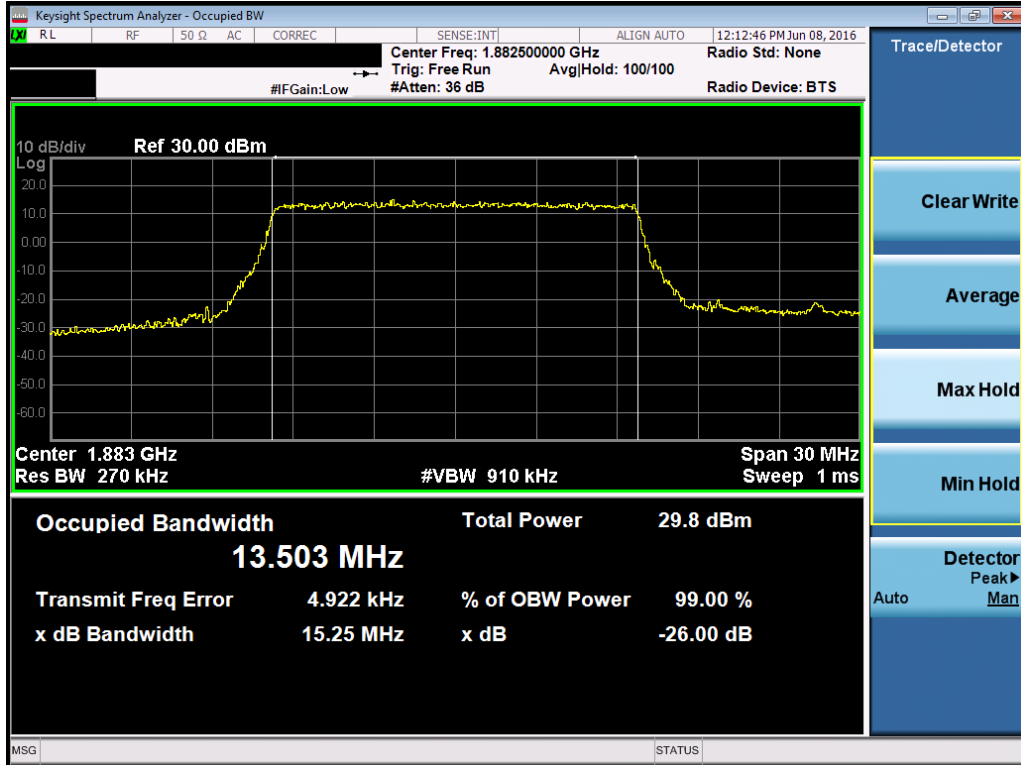 Keysight Spectrum Analyzer - Occupied BW
LXI RL RF 50 Ω AC CORREC SENSE:INT ALIGN AUTO 12:12:46 PM Jun 08, 2016
Center Freq: 1.882500000 GHz Radio Std: None
Trig: Free Run Avg|Hold: 100/100
#IFGain:Low #Atten: 36 dB Radio Device: BTS
10 dB/div Ref 30.00 dBm
Log
20.0
10.0
0.00
-10.0
-20.0
-30.0
-40.0
-50.0
-60.0
Center 1.883 GHz Span 30 MHz
Res BW 270 kHz #VBW 910 kHz Sweep 1 ms
Occupied Bandwidth Total Power 29.8 dBm
13.503 MHz
Transmit Freq Error 4.922 kHz % of OBW Power 99.00 %
x dB Bandwidth 15.25 MHz x dB -26.00 dB
MSG STATUS
Trace/Detector
Clear Write
Average
Max Hold
Min Hold
Detector
Peak▶
Auto Man